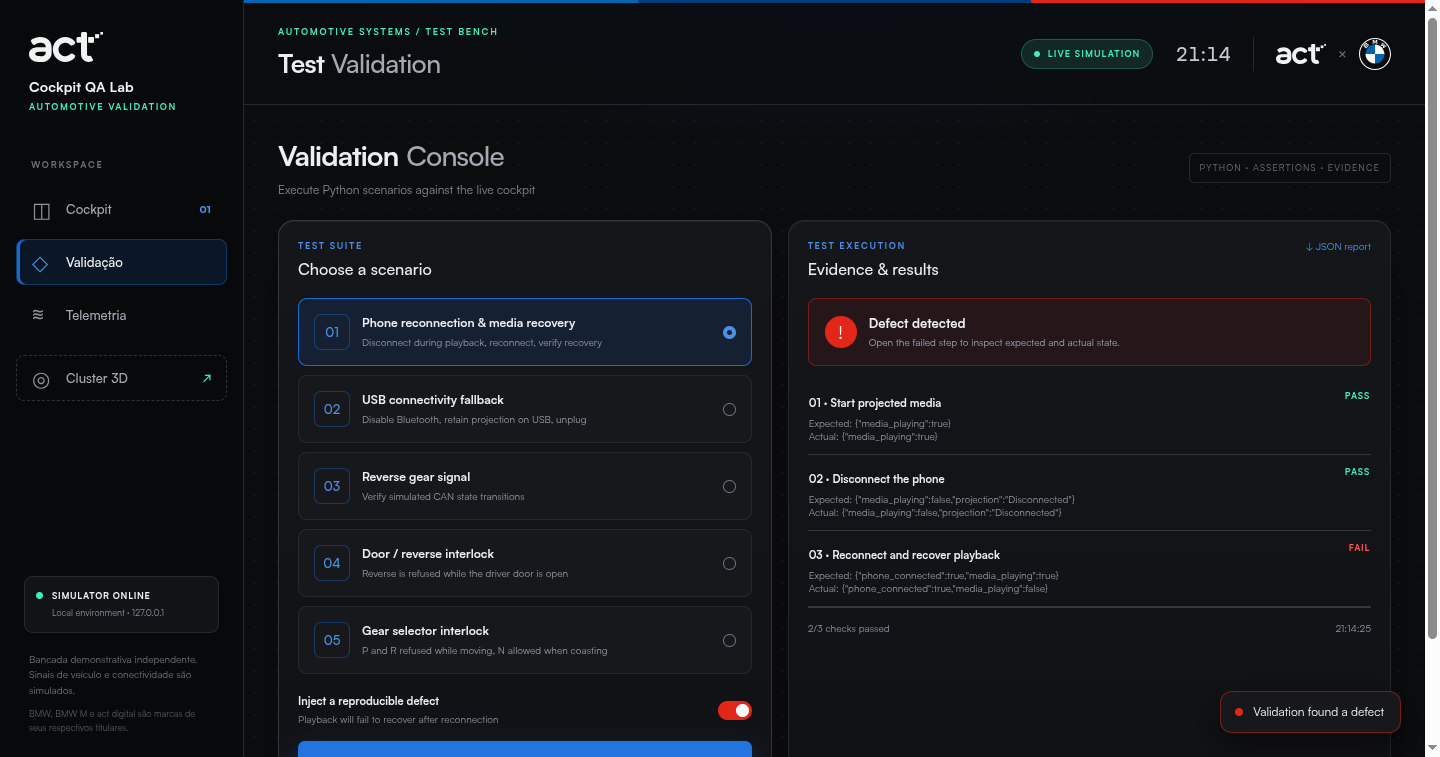 act
Cockpit QA Lab
AUTOMOTIVE VALIDATION
WORKSPACE
Cockpit
01
Validação
Telemetria
Cluster 3D
↗
SIMULATOR ONLINE
Local environment · 127.0.0.1
Bancada demonstrativa independente.
Sinais de veículo e conectividade são
simulados.
BMW, BMW M e act digital são marcas de
seus respectivos titulares.
AUTOMOTIVE SYSTEMS / TEST BENCH
Test Validation
LIVE SIMULATION
21:14
act
×
BMW
Validation Console
Execute Python scenarios against the live cockpit
PYTHON · ASSERTIONS · EVIDENCE
TEST SUITE
Choose a scenario
01
Phone reconnection & media recovery
Disconnect during playback, reconnect, verify recovery
02
USB connectivity fallback
Disable Bluetooth, retain projection on USB, unplug
03
Reverse gear signal
Verify simulated CAN state transitions
04
Door / reverse interlock
Reverse is refused while the driver door is open
05
Gear selector interlock
P and R refused while moving, N allowed when coasting
Inject a reproducible defect
Playback will fail to recover after reconnection
TEST EXECUTION
↓ JSON report
Evidence & results
!
Defect detected
Open the failed step to inspect expected and actual state.
PASS
01 · Start projected media
Expected: {"media_playing":true}
Actual: {"media_playing":true}
PASS
02 · Disconnect the phone
Expected: {"media_playing":false,"projection":"Disconnected"}
Actual: {"media_playing":false,"projection":"Disconnected"}
FAIL
03 · Reconnect and recover playback
Expected: {"phone_connected":true,"media_playing":true}
Actual: {"phone_connected":true,"media_playing":false}
2/3 checks passed
21:14:25
Validation found a defect